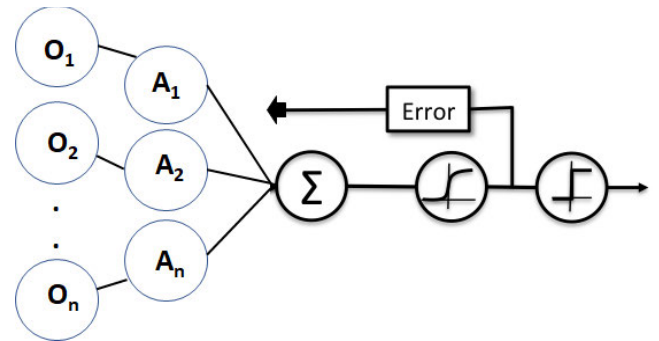 O1
A1
Error
O2
A2
Σ
.
.
An
On